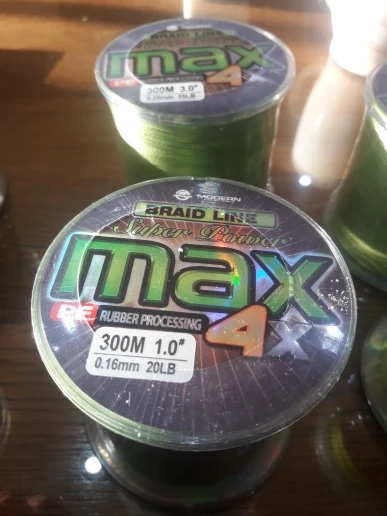 BRAID LINE
max
PE
4
300M 3.0#
MODERN
BRAID LINE
Super Power
max
PE RUBBER PROCESSING
4X
300M 1.0#
0.16mm 20LB